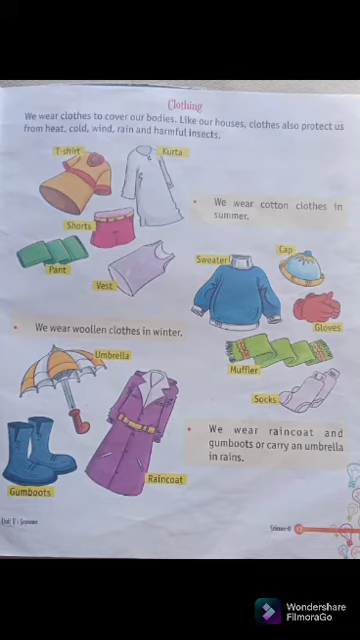 Clothing
We wear clothes to cover our bodies. Like our houses, clothes also protect us
from heat, cold, wind, rain and harmful insects.
T-shirt
Kurta
• We wear cotton clothes in
summer.
Shorts
Pant
Vest
Sweater
Cap
Gloves
• We wear woollen clothes in winter.
Umbrella
Muffler
Socks
• We wear raincoat and
gumboots or carry an umbrella
in rains.
Gumboots
Raincoat
Wondershare
FilmoraGo